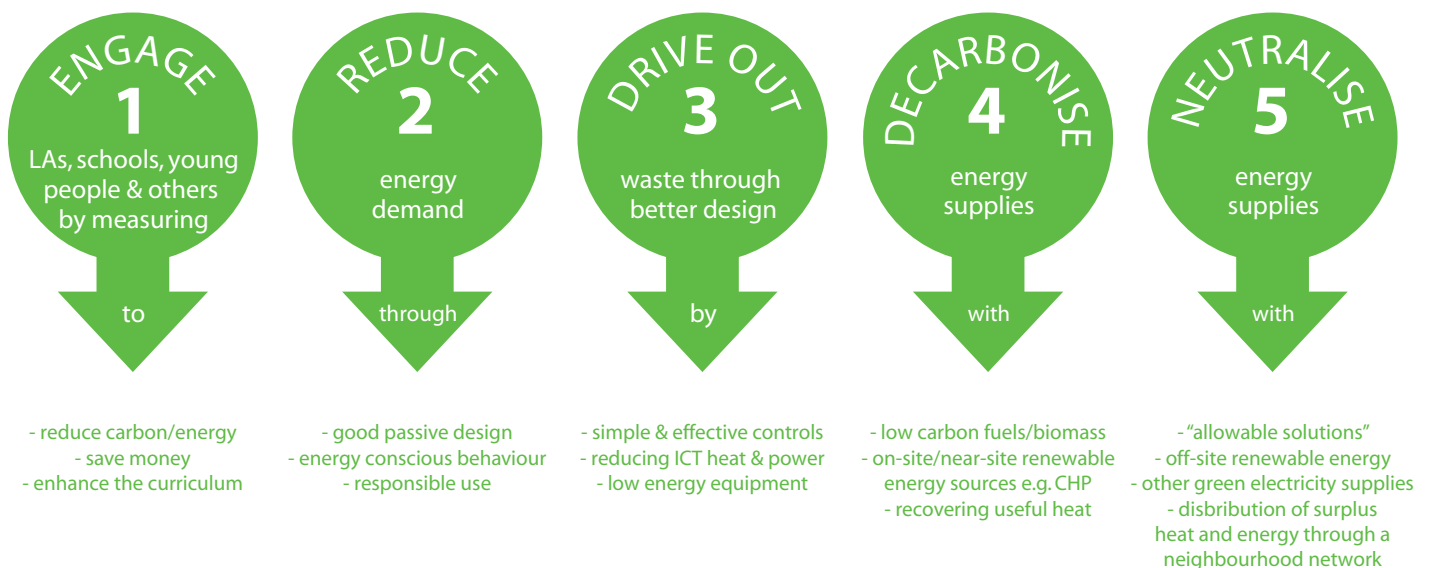 ENGAGE
1
LAs, schools, young
people & others
by measuring
to
- reduce carbon/energy
- save money
- enhance the curriculum
REDUCE
2
energy
demand
through
- good passive design
- energy conscious behaviour
- responsible use
DRIVE OUT
3
waste through
better design
by
- simple & effective controls
- reducing ICT heat & power
- low energy equipment
DECARBONISE
4
energy
supplies
with
- low carbon fuels/biomass
- on-site/near-site renewable
energy sources e.g. CHP
- recovering useful heat
NEUTRALISE
5
energy
supplies
with
- “allowable solutions”
- off-site renewable energy
- other green electricity supplies
- disbribution of surplus
heat and energy through a
neighbourhood network